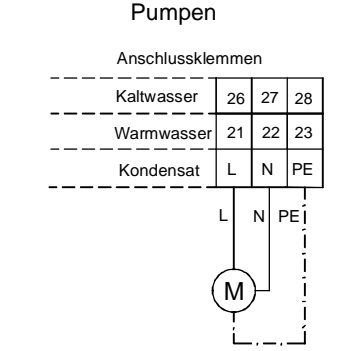 Pumpen
Anschlussklemmen
Kaltwasser 26 27 28
Warmwasser 21 22 23
Kondensat L N PE
L N PE
M